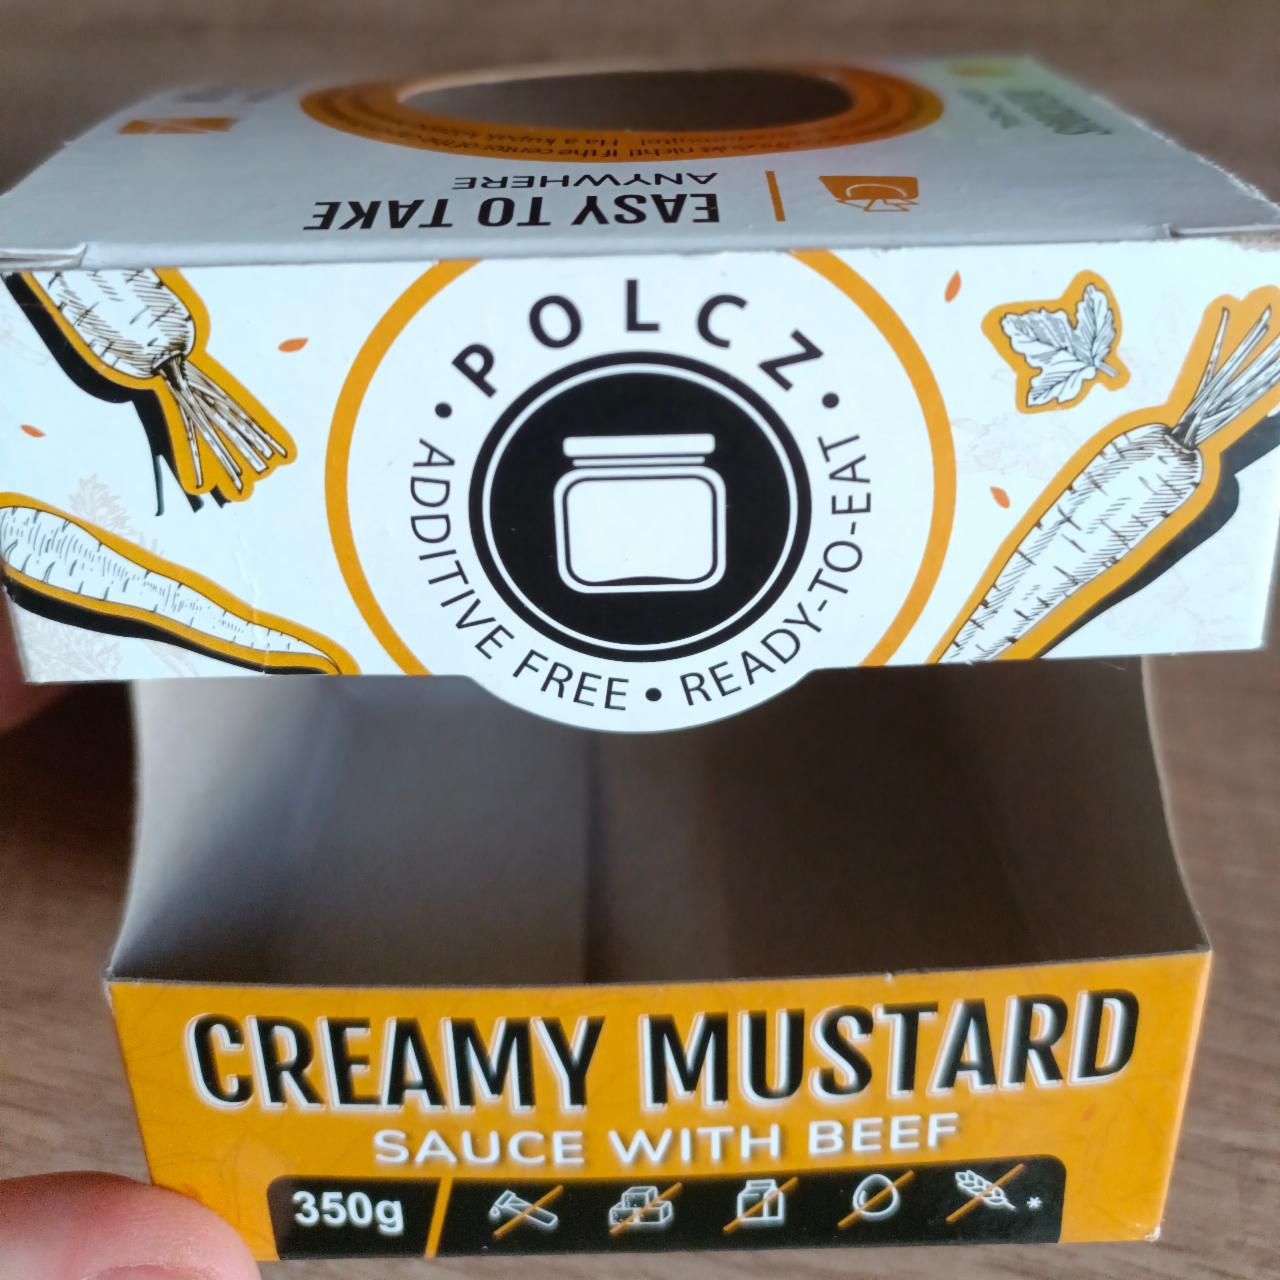 EASY TO TAKE
ANYWHERE
• POLCZ •
ADDITIVE FREE • READY-TO-EAT
CREAMY MUSTARD
SAUCE WITH BEEF
350g
*